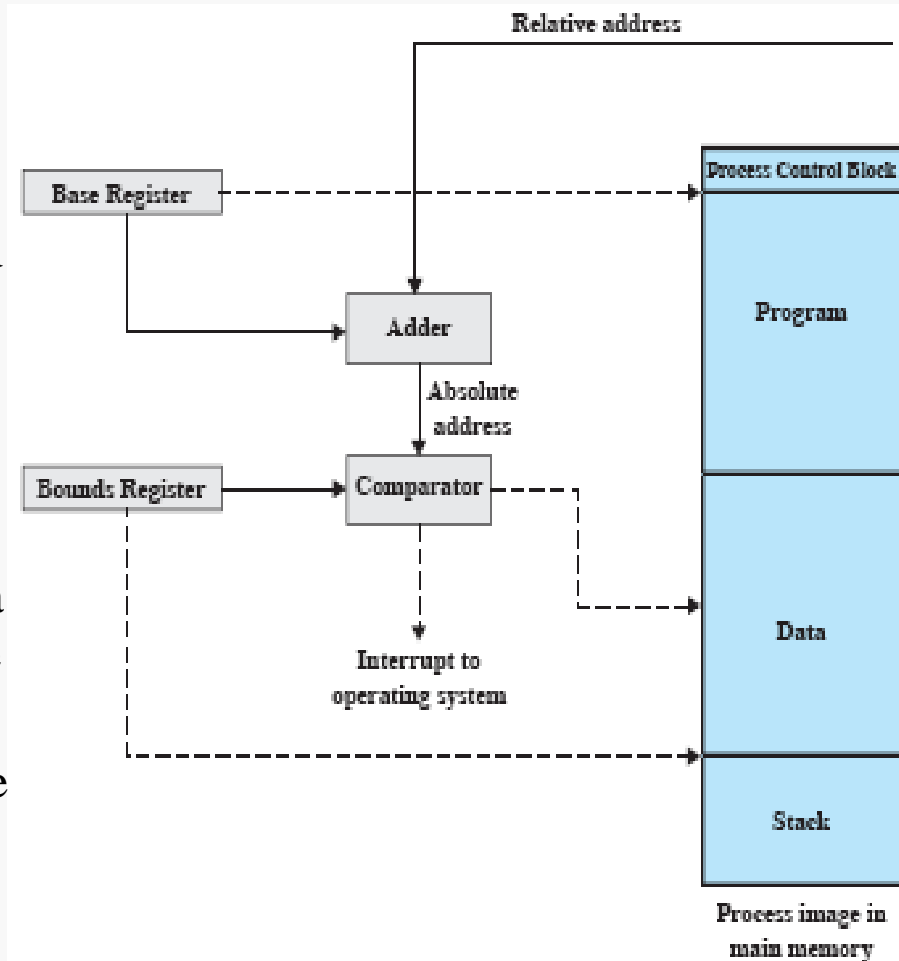 Relative address
Process Control Block
Base Register
Program
Adder
Absolute
address
Bounds Register
Comparator
a
Data
Interrupt to
operating system
e
Stack
Process image in
main memory